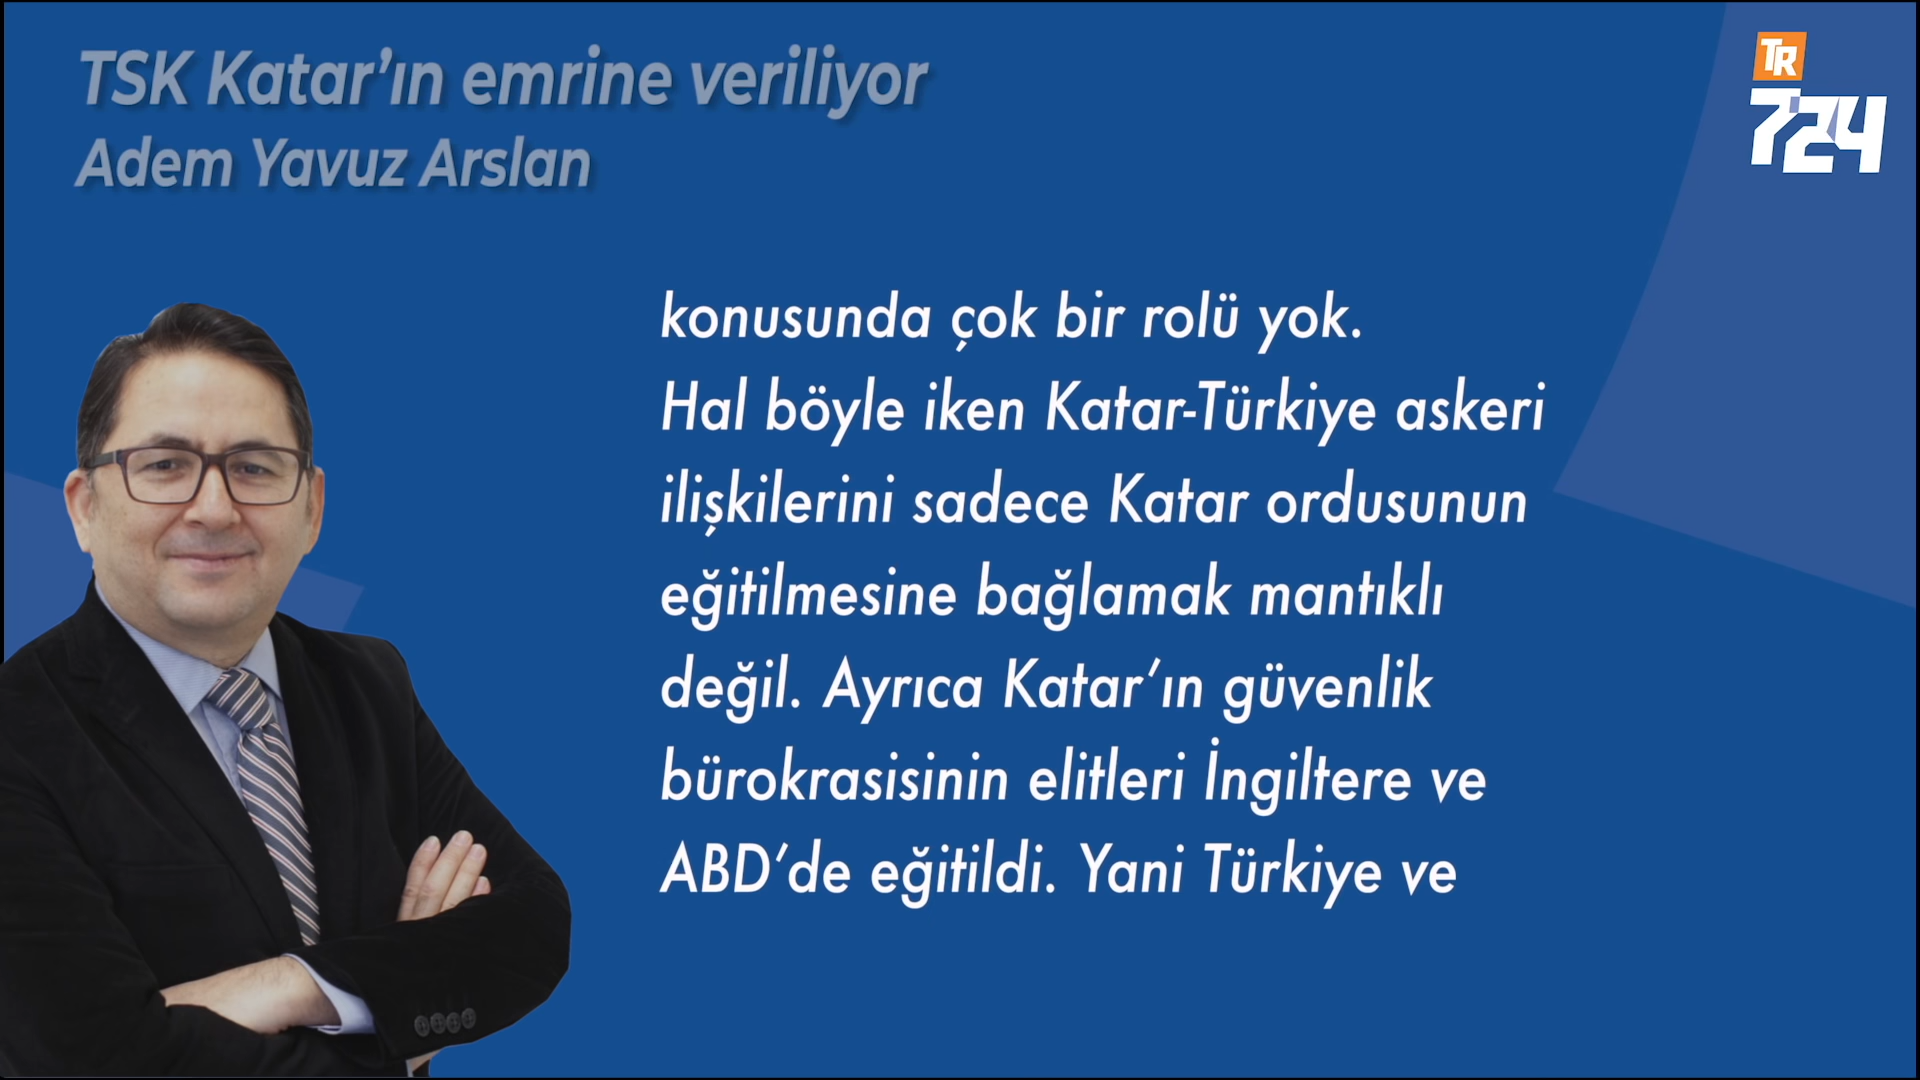 TSK Katar’ın emrine veriliyor
Adem Yavuz Arslan
TR
724
konusunda çok bir rolü yok.
Hal böyle iken Katar-Türkiye askeri
ilişkilerini sadece Katar ordusunun
eğitilmesine bağlamak mantıklı
değil. Ayrıca Katar’ın güvenlik
bürokrasisinin elitleri İngiltere ve
ABD’de eğitildi. Yani Türkiye ve